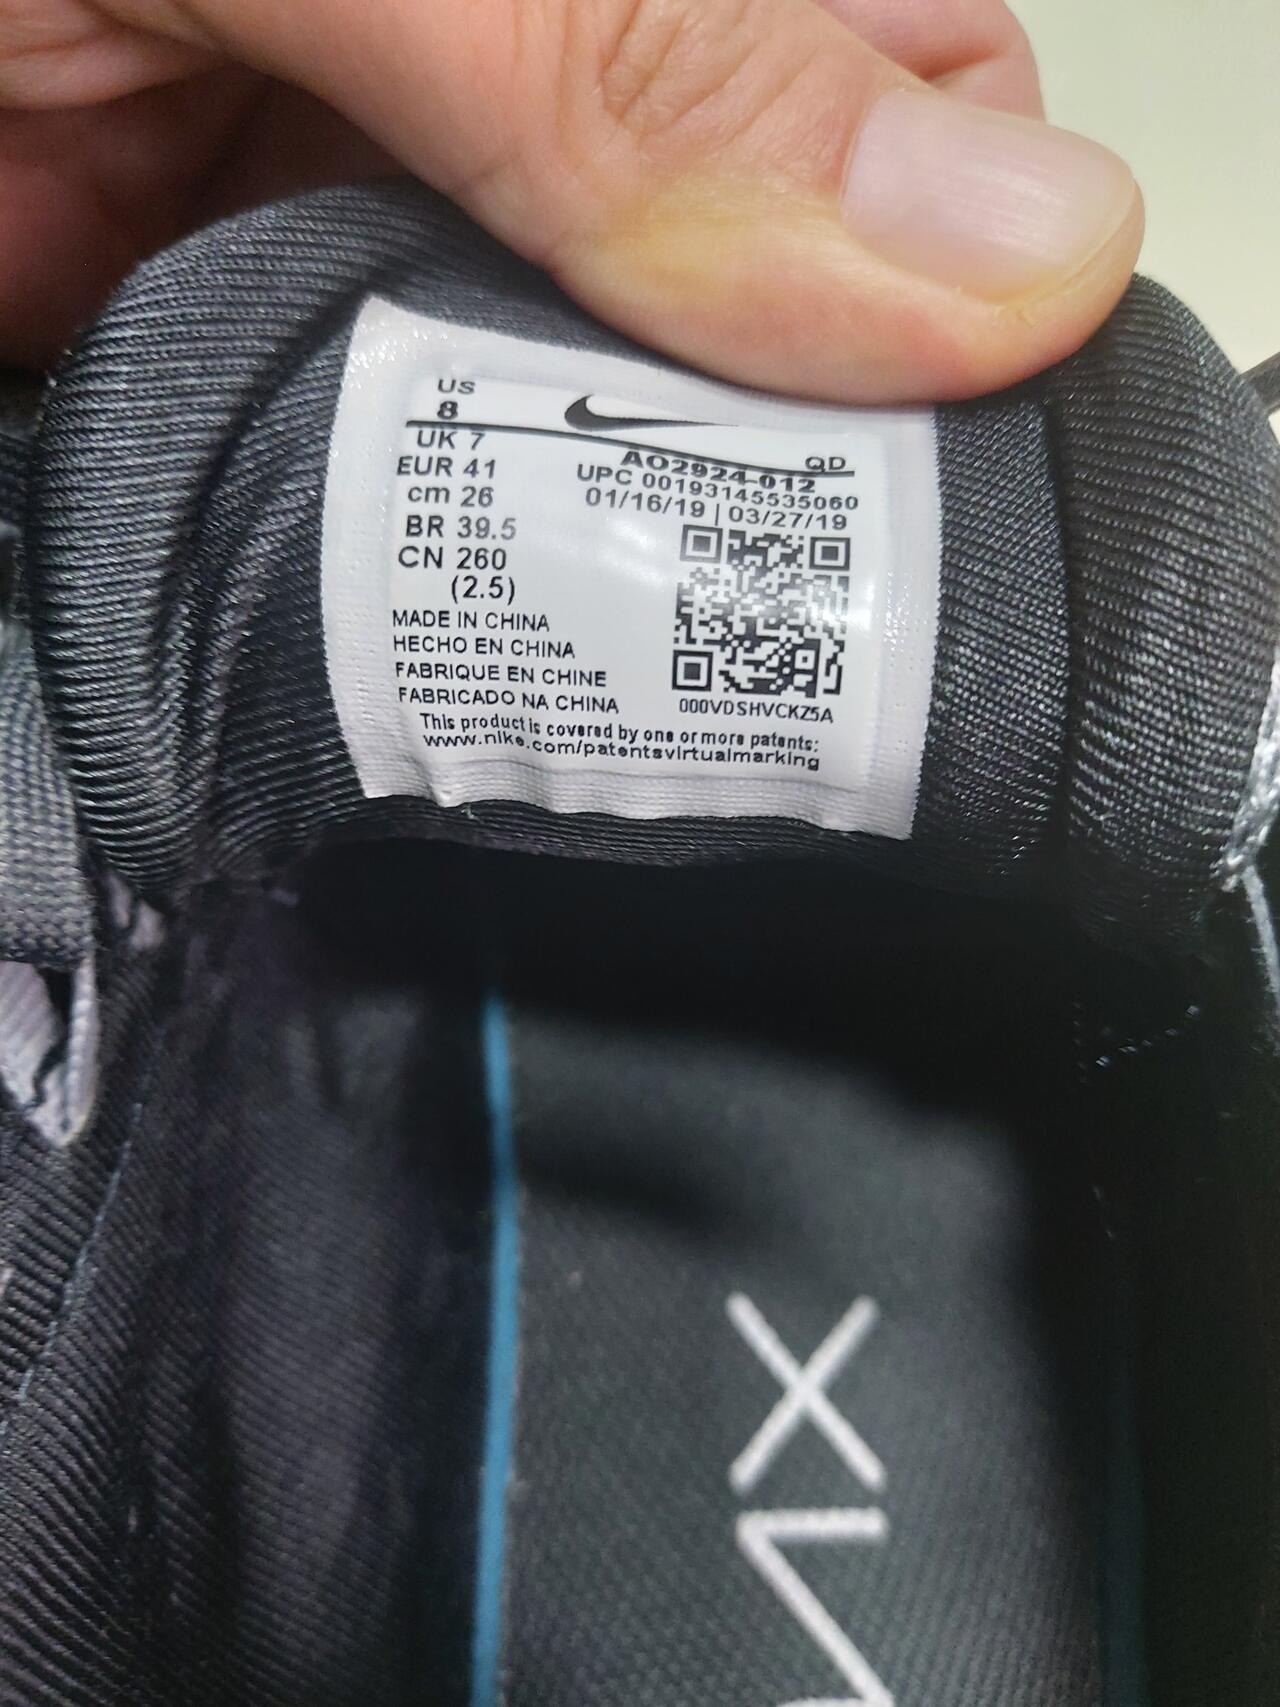 US
8
UK 7
EUR 41
cm 26
BR 39.5
CN 260
(2.5)
QD
AO2924-012
UPC 00193145535060
01/16/19 | 03/27/19
000VDSHVCKZ5A
MADE IN CHINA
HECHO EN CHINA
FABRIQUE EN CHINE
FABRICADO NA CHINA
This product is covered by one or more patents:
www.nike.com/patentsvirtualmarking